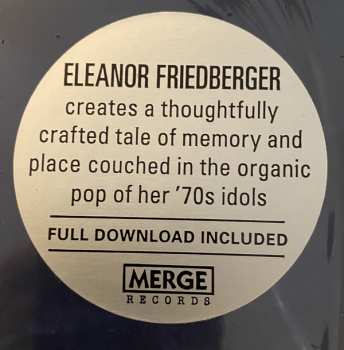 ELEANOR FRIEDBERGER
creates a thoughtfully
crafted tale of memory and
place couched in the organic
pop of her ’70s idols
FULL DOWNLOAD INCLUDED
MERGE
RECORDS